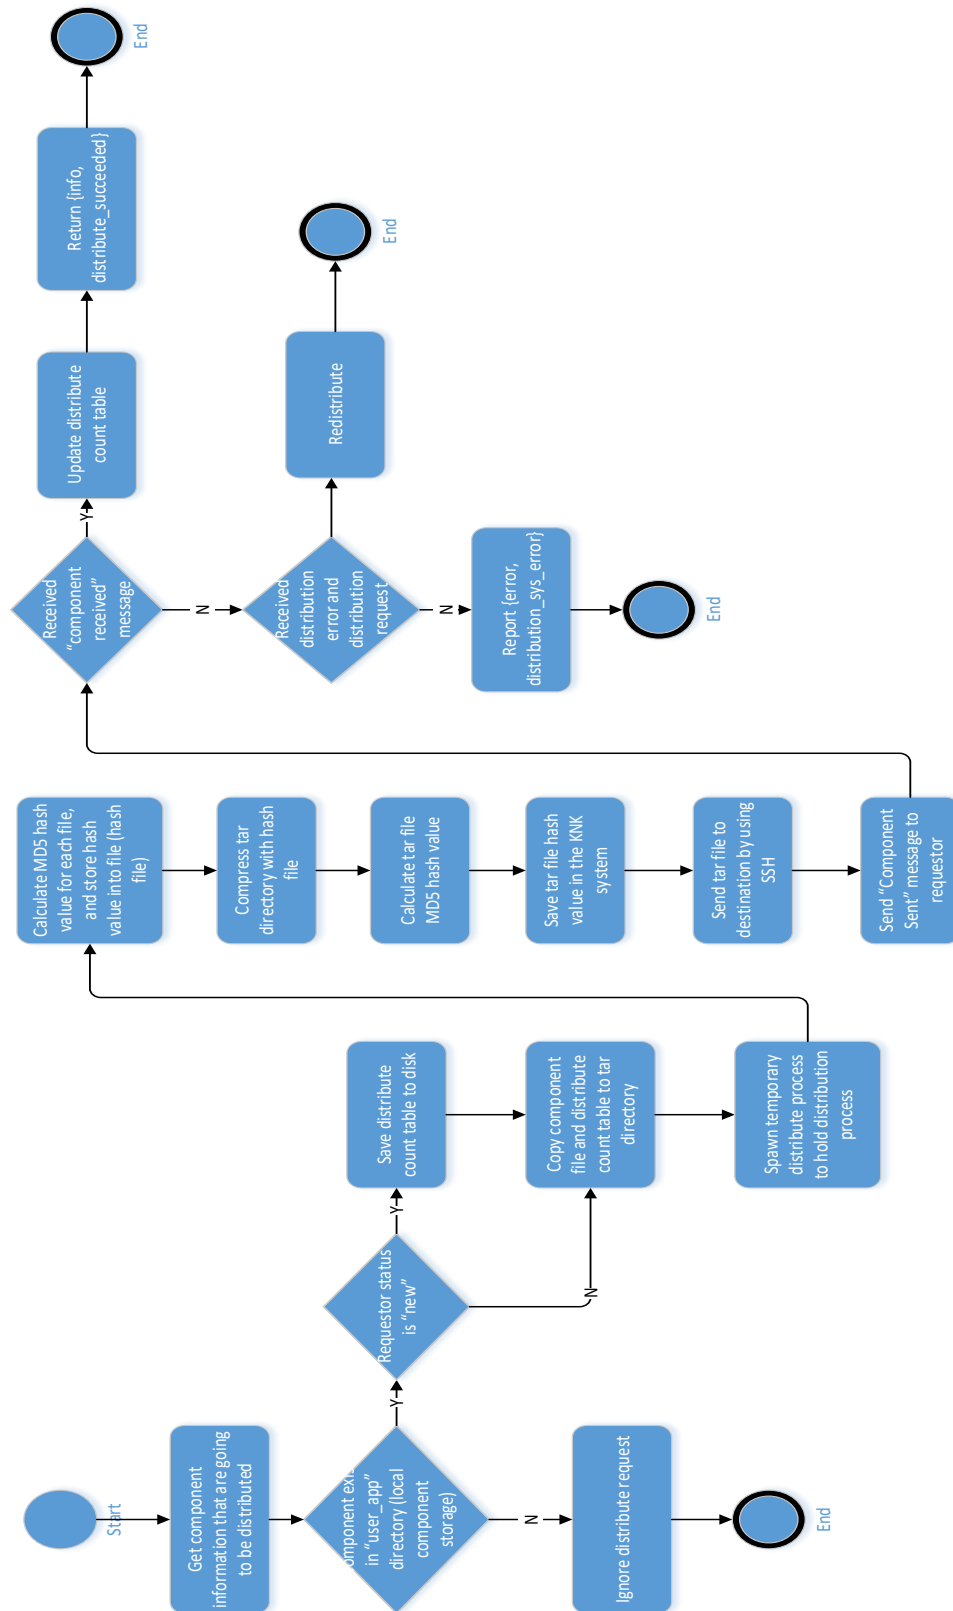 Start
Get component
information that are going
to be distributed
in “user_app”
directory (local
component
storage)
N
Ignore distribute request
End
Y
Requestor status
is “new”
Y
N
Save distribute
count table to disk
Copy component
file and distribute
count table to tar
directory
Spawn temporary
distribute process
to hold distribution
process
Calculate MD5 hash
value for each file,
and store hash
value into file (hash
file)
Compress tar
directory with hash
file
Calculate tar file
MD5 hash value
Save tar file hash
value in the KNK
system
Send tar file to
destination by using
SSH
Send “Component
Sent” message to
requestor
Received
“component
received”
message
Y
N
Update distribute
count table
Return {info,
distribute_succeeded}
End
Received
distribution
error and
distribution
request
Redistribute
End
N
Report {error,
distribution_sys_error}
End